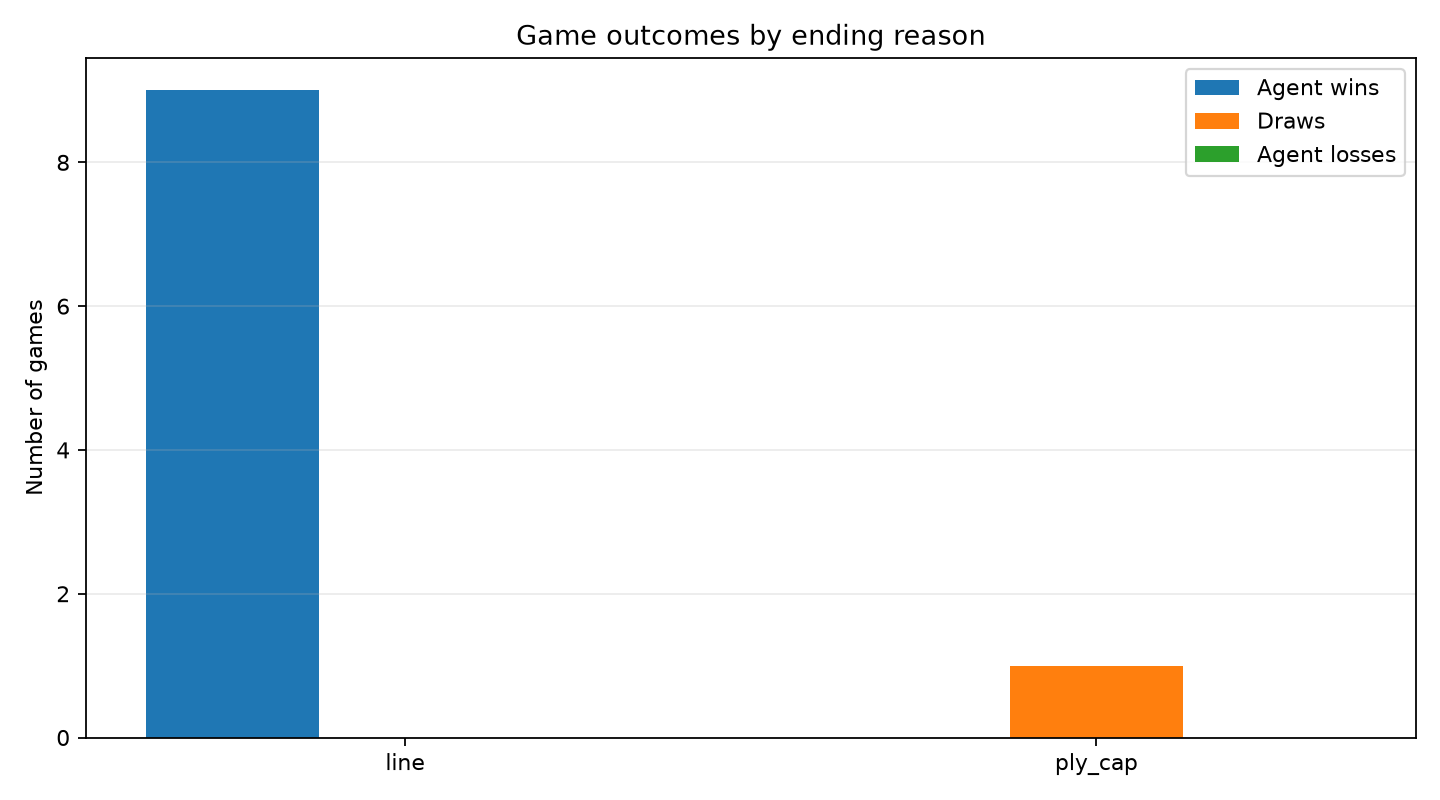 Game outcomes by ending reason
Agent wins
Draws
Agent losses
Number of games
8
6
4
2
0
line
ply_cap